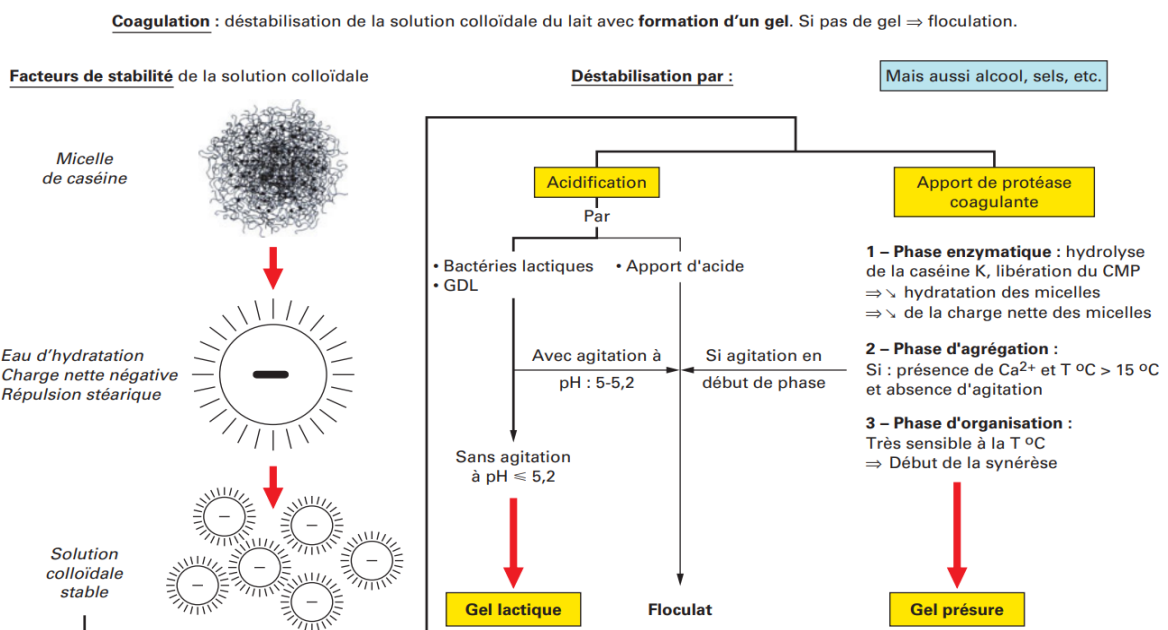 Coagulation : déstabilisation de la solution colloïdale du lait avec formation d’un gel. Si pas de gel ⇒ floculation.
Facteurs de stabilité de la solution colloïdale
Déstabilisation par :
Mais aussi alcool, sels, etc.
Micelle
de caséine
Eau d’hydratation
Charge nette négative
Répulsion stéarique
Solution
colloïdale
stable
Acidification
Par
• Bactéries lactiques
• GDL
• Apport d'acide
Avec agitation à
pH : 5-5,2
Si agitation en
début de phase
Sans agitation
à pH ⩽ 5,2
Gel lactique
Floculat
Apport de protéase
coagulante
1 – Phase enzymatique : hydrolyse
de la caséine K, libération du CMP
⇒↘ hydratation des micelles
⇒↘ de la charge nette des micelles
2 – Phase d'agrégation :
Si : présence de Ca2+ et T ºC > 15 ºC
et absence d'agitation
3 – Phase d'organisation :
Très sensible à la T ºC
⇒ Début de la synérèse
Gel présure